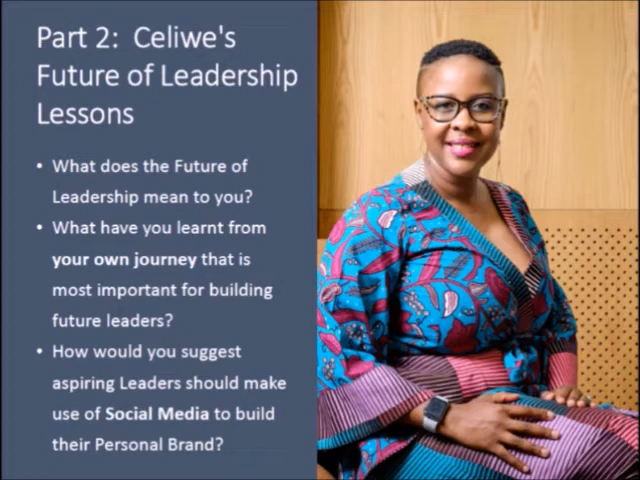 Part 2:  Celiwe's
Future of Leadership
Lessons
• What does the Future of
Leadership mean to you?
• What have you learnt from
your own journey that is
most important for building
future leaders?
• How would you suggest
aspiring Leaders should make
use of Social Media to build
their Personal Brand?